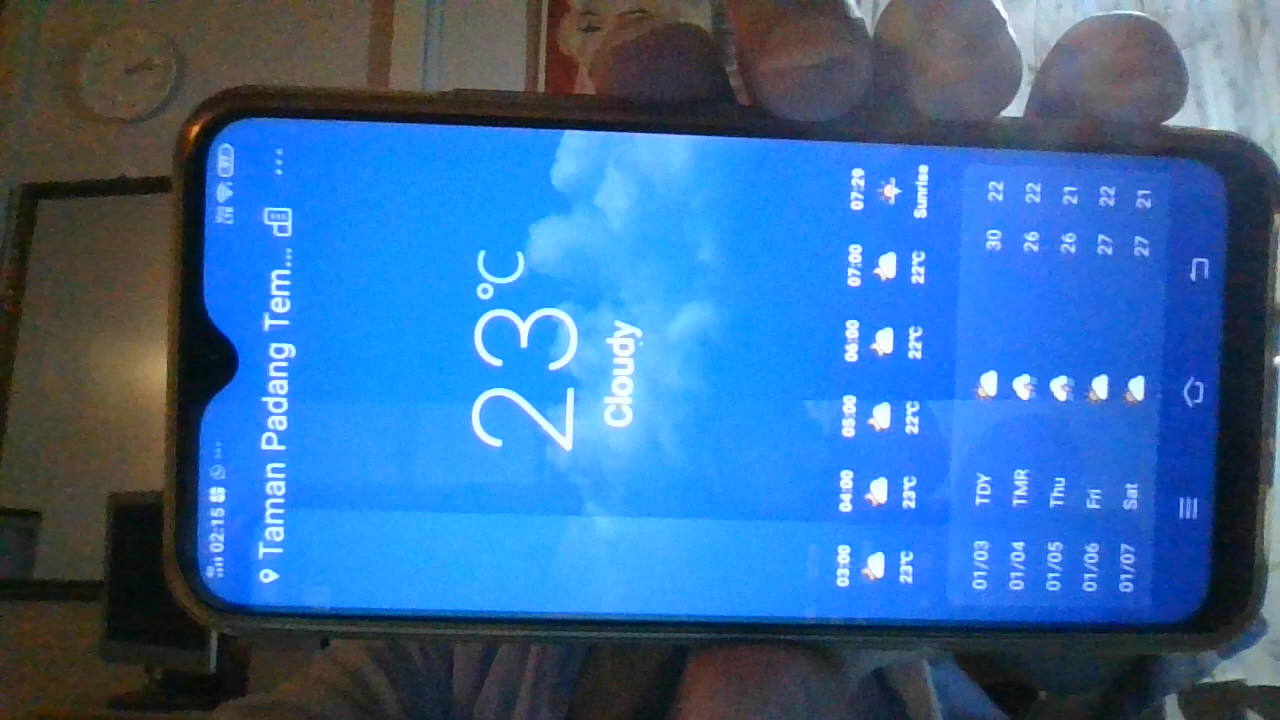 02:15
Taman Padang Tem...
23°C
Cloudy
03:00 04:00 05:00 06:00 07:00 07:29
23°C 23°C 22°C 22°C 22°C Sunrise
01/03 TDY 30 22
01/04 TMR 26 22
01/05 Thu 26 21
01/06 Fri 27 22
01/07 Sat 27 21